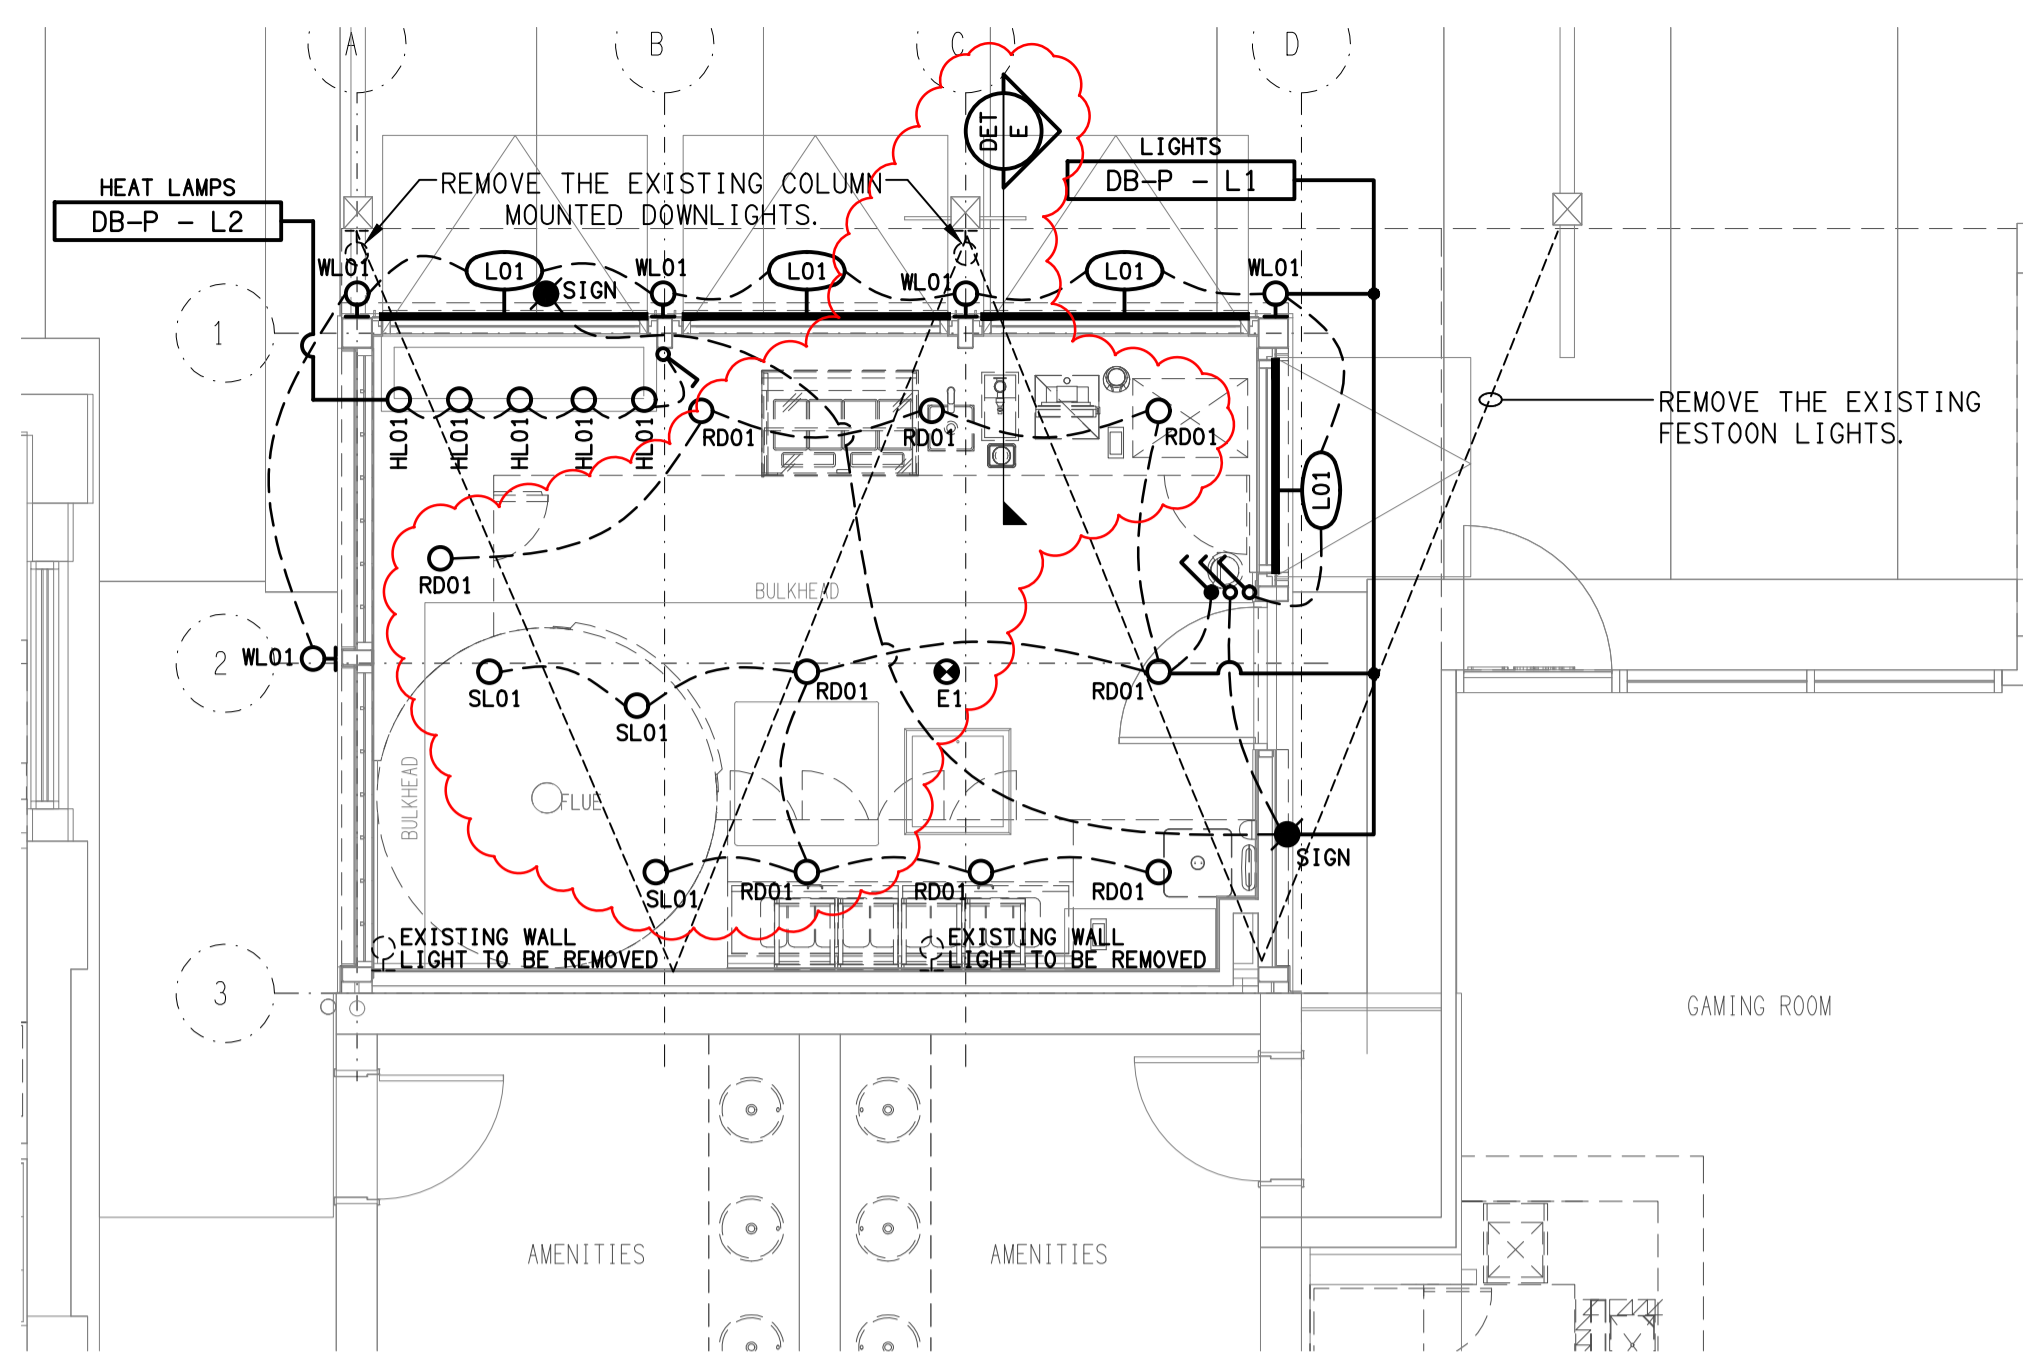 A
B
C
D
DET
E
LIGHTS
DB-P - L1
HEAT LAMPS
DB-P - L2
REMOVE THE EXISTING COLUMN
MOUNTED DOWNLIGHTS.
WL01
L01
SIGN
WL01
L01
WL01
L01
WL01
1
HL01
HL01
HL01
HL01
HL01
RD01
RD01
RD01
REMOVE THE EXISTING
FESTOON LIGHTS.
L01
RD01
BULKHEAD
2
WL01
SL01
SL01
RD01
E1
RD01
BULKHEAD
FLUE
SIGN
SL01
RD01
RD01
RD01
EXISTING WALL
LIGHT TO BE REMOVED
EXISTING WALL
LIGHT TO BE REMOVED
3
GAMING ROOM
AMENITIES
AMENITIES